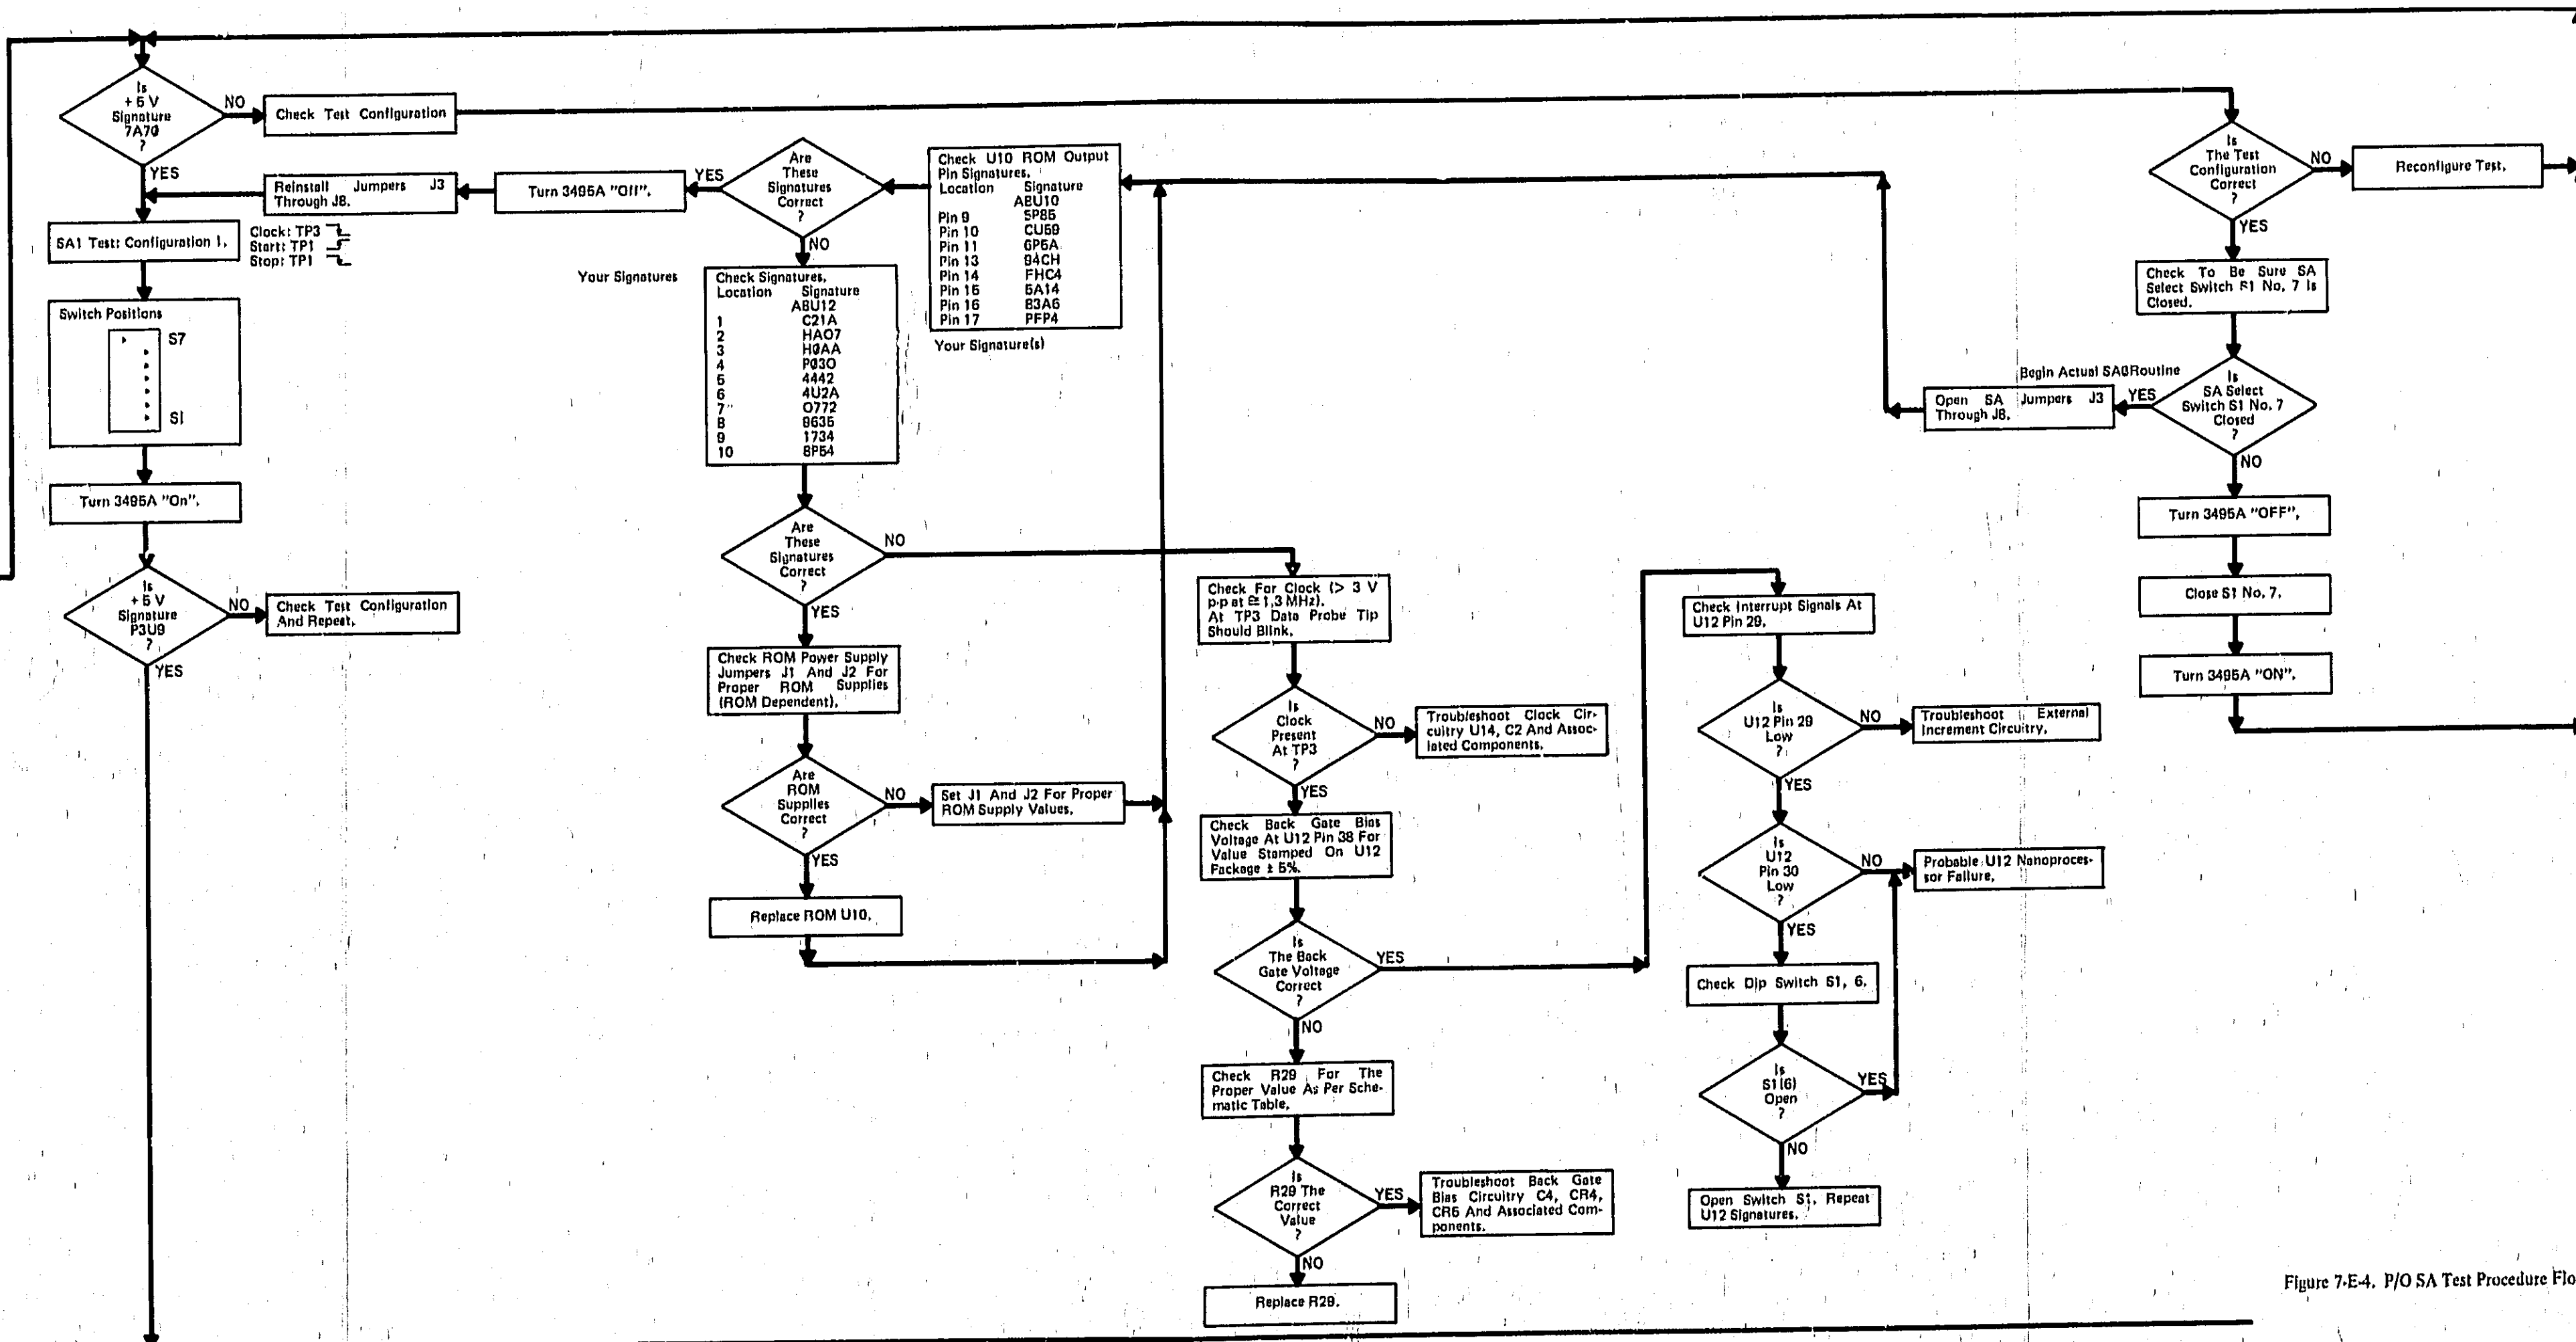 Is
+ 5 V
Signature
7A70
?
NO
YES
Check Test Configuration
Reinstall Jumpers J3
Through J8.
Turn 3495A "Off".
YES
Are
These
Signatures
Correct
?
NO
Check U10 ROM Output
Pin Signatures.
Location Signature
ABU10
Pin 9 5P85
Pin 10 CU59
Pin 11 6P5A
Pin 13 94CH
Pin 14 FHC4
Pin 15 5A14
Pin 16 83A6
Pin 17 PFP4
Your Signature(s)
SA1 Test: Configuration 1.
Clock: TP3
Start: TP1
Stop: TP1
Switch Positions
S7
S1
Turn 3495A "On".
Is
+ 5 V
Signature
P3U9
?
NO
YES
Check Test Configuration
And Repeat.
Your Signatures
Check Signatures.
Location Signature
ABU12
1 C21A
2 HAO7
3 H0AA
4 P03O
5 4442
6 4U2A
7 O772
8 8635
9 1734
10 8P54
Are
These
Signatures
Correct
?
NO
YES
Check ROM Power Supply
Jumpers J1 And J2 For
Proper ROM Supplies
(ROM Dependent).
Are
ROM
Supplies
Correct
?
NO
YES
Set J1 And J2 For Proper
ROM Supply Values.
Replace ROM U10.
Check For Clock (> 3 V
p-p at ≅ 1,3 MHz).
At TP3 Data Probe Tip
Should Blink.
Is
Clock
Present
At TP3
?
NO
YES
Troubleshoot Clock Cir-
cuitry U14, C2 And Assoc-
iated Components.
Check Back Gate Bias
Voltage At U12 Pin 38 For
Value Stamped On U12
Package ± 5%.
Is
The Back
Gate Voltage
Correct
?
YES
NO
Check R29 For The
Proper Value As Per Sche-
matic Table.
Is
R29 The
Correct
Value
?
YES
NO
Troubleshoot Back Gate
Bias Circuitry C4, CR4,
CR5 And Associated Com-
ponents.
Replace R29.
Check Interrupt Signals At
U12 Pin 29.
Is
U12 Pin 29
Low
?
NO
YES
Troubleshoot External
Increment Circuitry.
Is
U12
Pin 30
Low
?
NO
YES
Probable U12 Nanoproces-
sor Failure.
Check Dip Switch S1, 6.
Is
S1(6)
Open
?
YES
NO
Open Switch S1. Repeat
U12 Signatures.
Is
The Test
Configuration
Correct
?
NO
YES
Reconfigure Test.
Check To Be Sure SA
Select Switch S1 No. 7 Is
Closed.
Begin Actual SA0Routine
Is
SA Select
Switch S1 No. 7
Closed
?
YES
NO
Open SA Jumpers J3
Through J8.
Turn 3495A "OFF".
Close S1 No. 7.
Turn 3495A "ON".
Figure 7-E-4. P/O SA Test Procedure Flo